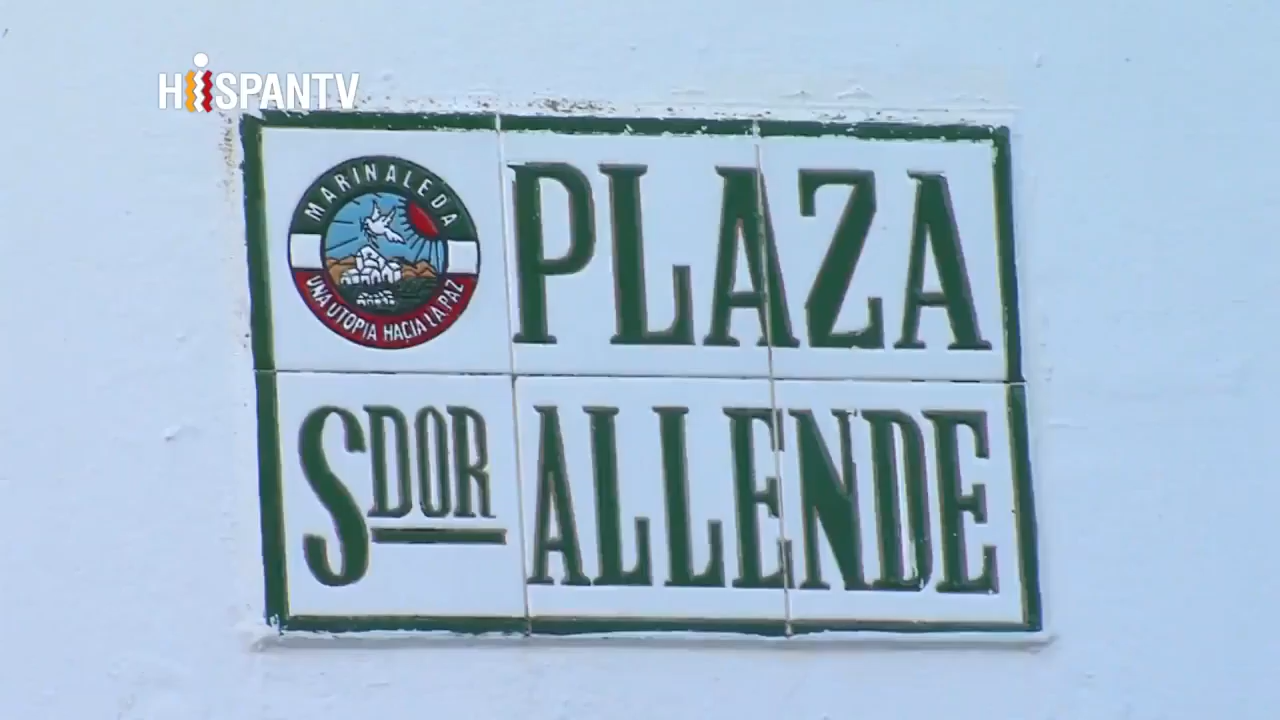 HISPANTV
MARINALEDA
UNA UTOPIA HACIA LA PAZ
PLAZA
SDOR ALLENDE